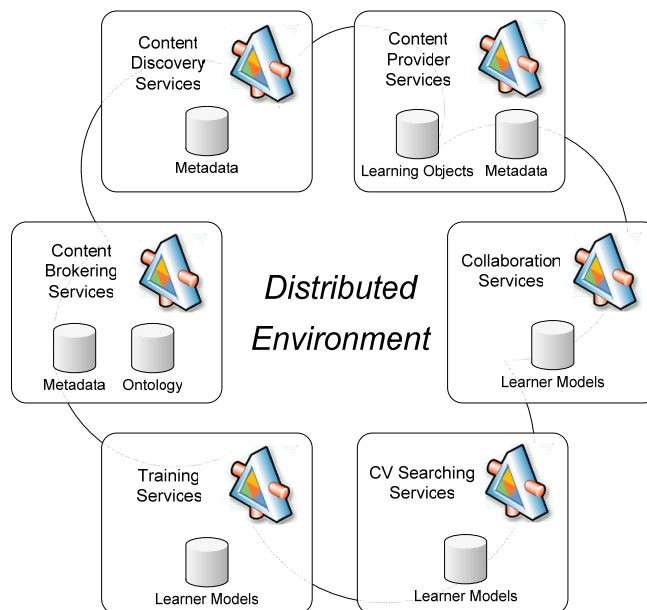 Content
Discovery
Services
Metadata
Content
Provider
Services
Learning Objects
Metadata
Content
Brokering
Services
Metadata
Ontology
Distributed
Environment
Collaboration
Services
Learner Models
Training
Services
Learner Models
CV Searching
Services
Learner Models